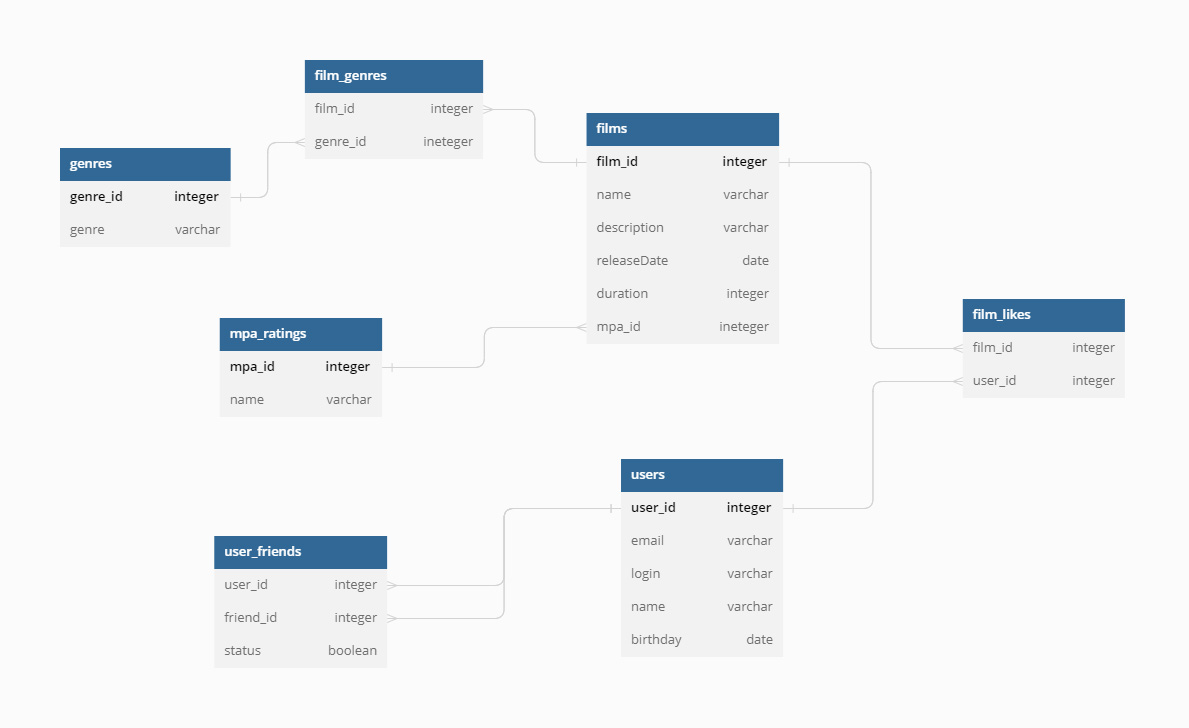 film_genres
film_id integer
genre_id ineteger
genres
genre_id integer
genre varchar
films
film_id integer
name varchar
description varchar
releaseDate date
duration integer
mpa_id ineteger
mpa_ratings
mpa_id integer
name varchar
film_likes
film_id integer
user_id integer
users
user_id integer
email varchar
login varchar
name varchar
birthday date
user_friends
user_id integer
friend_id integer
status boolean